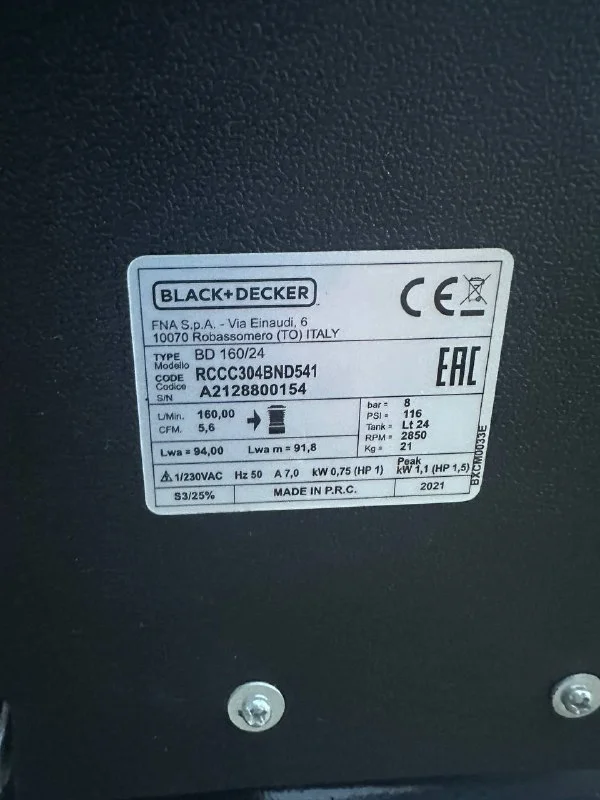 BLACK+DECKER
CE
FNA S.p.A. - Via Einaudi, 6
10070 Robassomero (TO) ITALY
TYPE BD 160/24
Modello
CODE RCCC304BND541
Codice
S/N A2128800154
EAC
L/Min. 160,00
CFM. 5,6
bar = 8
PSI = 116
Tank = Lt 24
RPM = 2850
Kg = 21
Lwa = 94,00 Lwa m = 91,8
1/230VAC Hz 50 A 7,0 kW 0,75 (HP 1) Peak
kW 1,1 (HP 1,5)
S3/25% MADE IN P.R.C. 2021
BXCM0033E